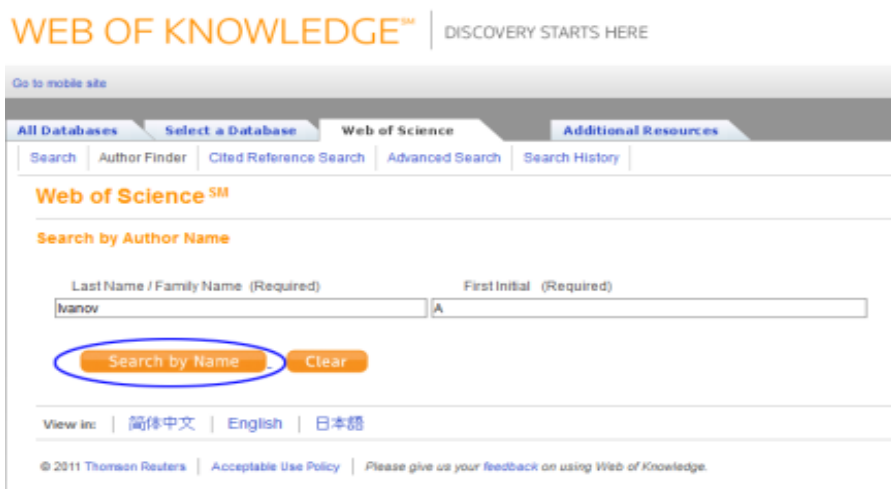 WEB OF KNOWLEDGE℠ DISCOVERY STARTS HERE
Go to mobile site
All Databases Select a Database Web of Science Additional Resources
Search Author Finder Cited Reference Search Advanced Search Search History
Web of Science SM
Search by Author Name
Last Name / Family Name (Required) First Initial (Required)
Ivanov A
Search by Name Clear
View in: 简体中文 English 日本語
© 2011 Thomson Reuters Acceptable Use Policy Please give us your feedback on using Web of Knowledge.